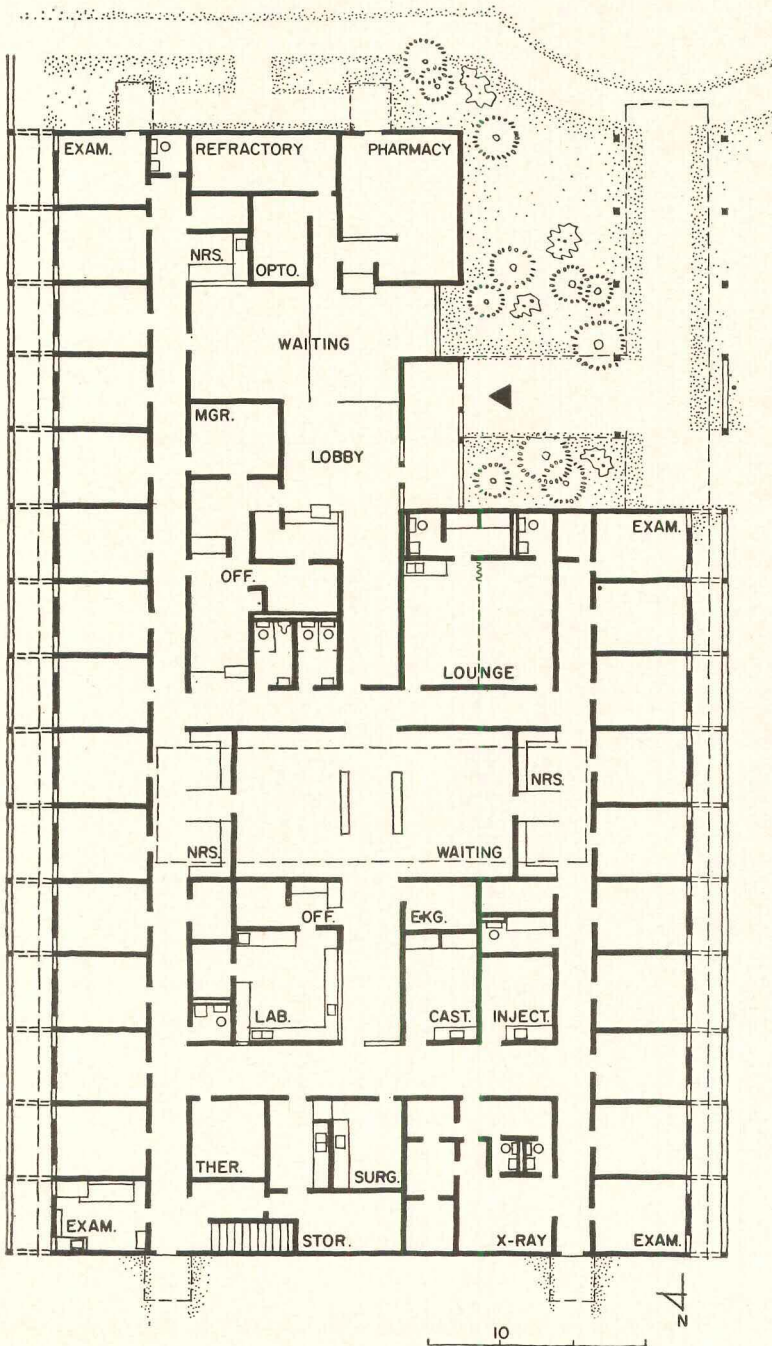 EXAM.
REFRACTORY
PHARMACY
NRS.
OPTO.
WAITING
MGR.
LOBBY
EXAM.
OFF.
LOUNGE
NRS.
NRS.
WAITING
OFF.
EKG.
LAB.
CAST.
INJECT.
THER.
SURG.
EXAM.
STOR.
X-RAY
EXAM.
N
10